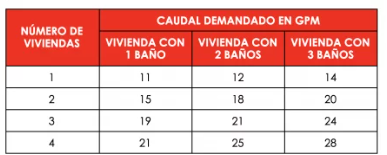 NÚMERO DE VIVIENDAS
CAUDAL DEMANDADO EN GPM
VIVIENDA CON 1 BAÑO
VIVIENDA CON 2 BAÑOS
VIVIENDA CON 3 BAÑOS
1 11 12 14
2 15 18 20
3 19 21 24
4 21 25 28